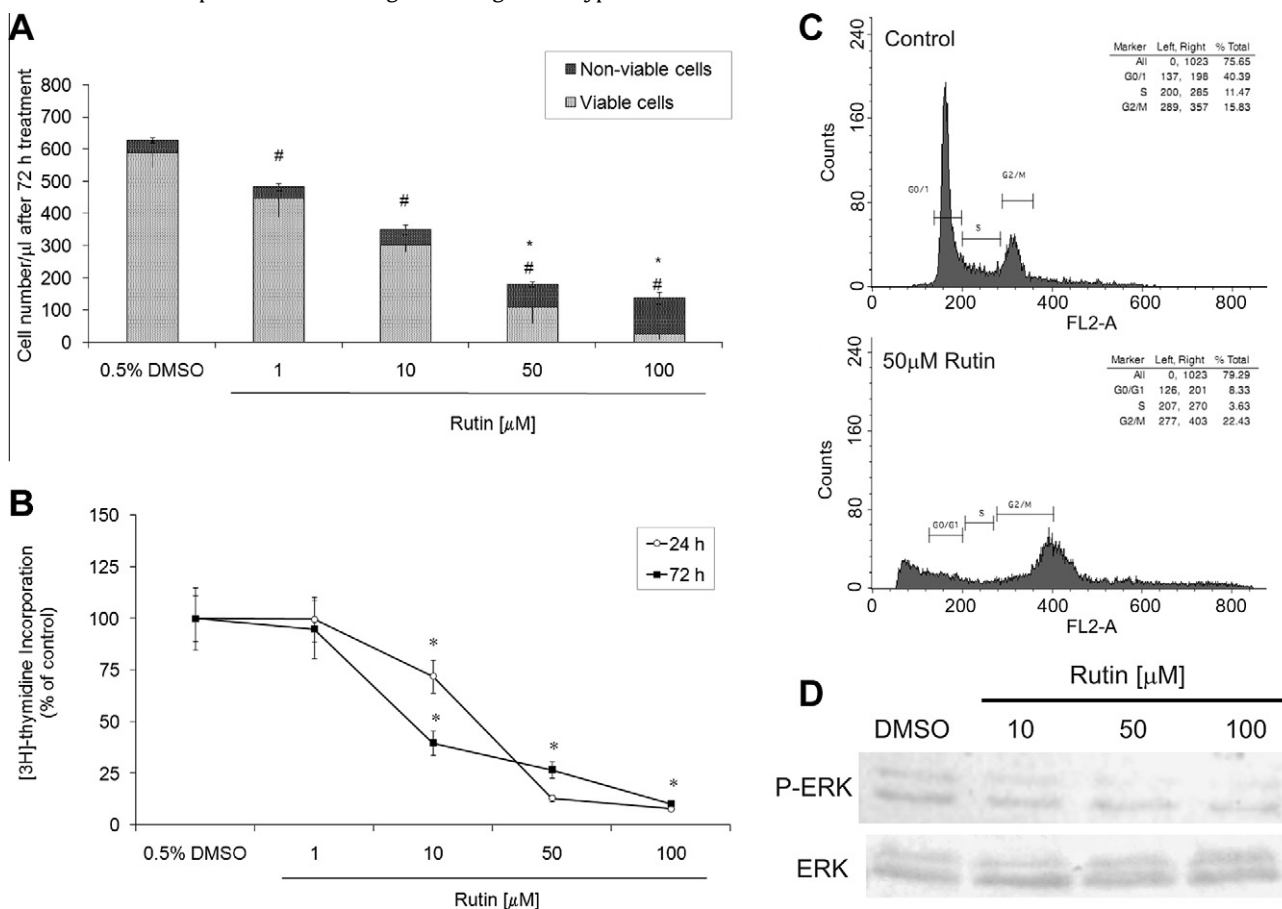 A
Non-viable cells
Viable cells
Cell number/µl after 72 h treatment
800
700
600
500
400
300
200
100
0
#
#
*
#
*
#
0.5% DMSO 1 10 50 100
Rutin [µM]
B
[3H]-thymidine Incorporation
(% of control)
150
125
100
75
50
25
0
24 h
72 h
*
*
*
*
0.5% DMSO 1 10 50 100
Rutin [µM]
C
Control
Marker Left, Right % Total
All 0, 1023 75.65
G0/1 137, 198 40.39
S 200, 285 11.47
G2/M 289, 357 15.83
Counts
240
160
80
0
G0/1
S
G2/M
0 200 400 600 800
FL2-A
50µM Rutin
Marker Left, Right % Total
All 0, 1023 79.29
G0/G1 126, 201 8.33
S 207, 270 3.63
G2/M 277, 403 22.43
Counts
240
160
80
0
G0/G1
S
G2/M
0 200 400 600 800
FL2-A
D
Rutin [µM]
DMSO 10 50 100
P-ERK
ERK